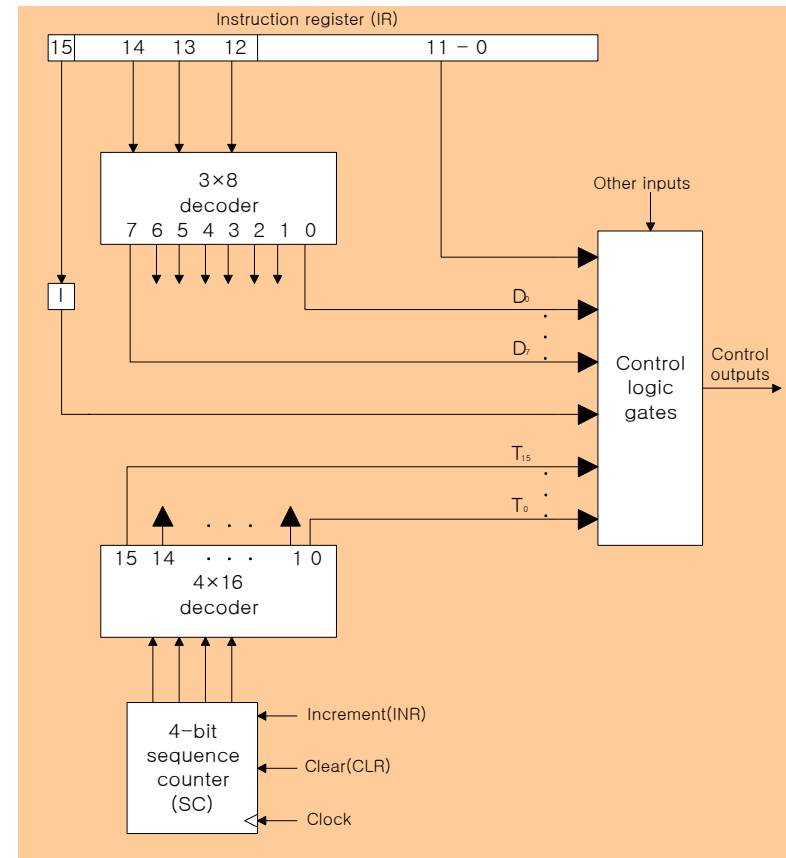 Instruction register (IR)
15 14 13 12 11 - 0
3×8
decoder
7 6 5 4 3 2 1 0
Other inputs
I
D0
D7
Control
logic
gates
Control
outputs
T15
T0
15 14 . . . 1 0
4×16
decoder
4-bit
sequence
counter
(SC)
Increment(INR)
Clear(CLR)
Clock